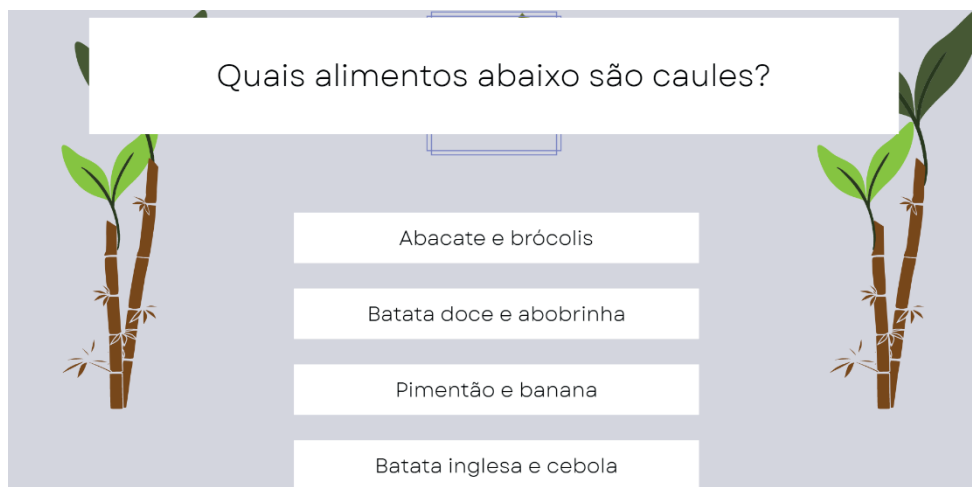 Quais alimentos abaixo são caules?
Abacate e brócolis
Batata doce e abobrinha
Pimentão e banana
Batata inglesa e cebola